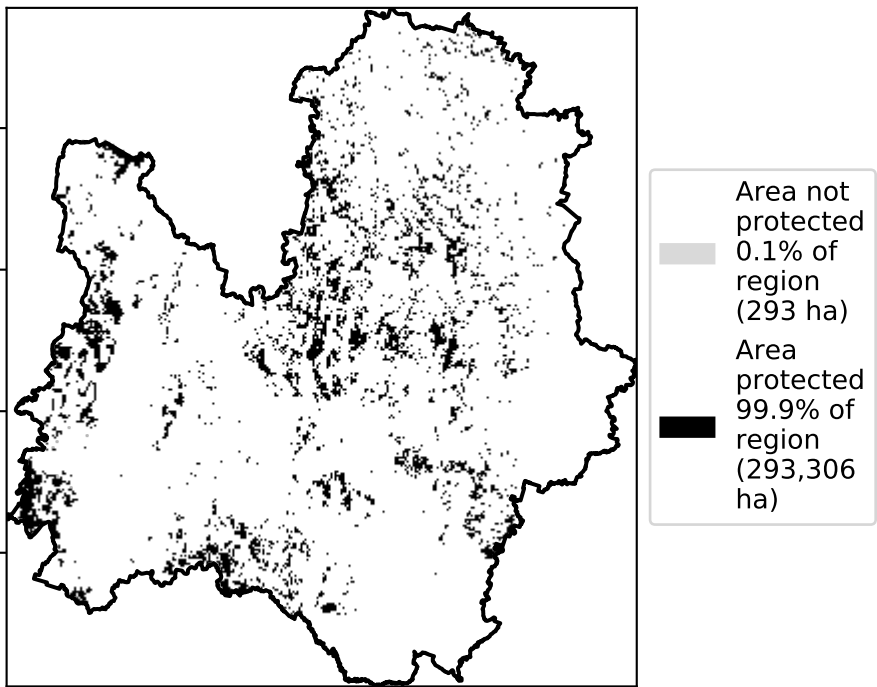 Area not
protected
0.1% of
region
(293 ha)
Area
protected
99.9% of
region
(293,306
ha)